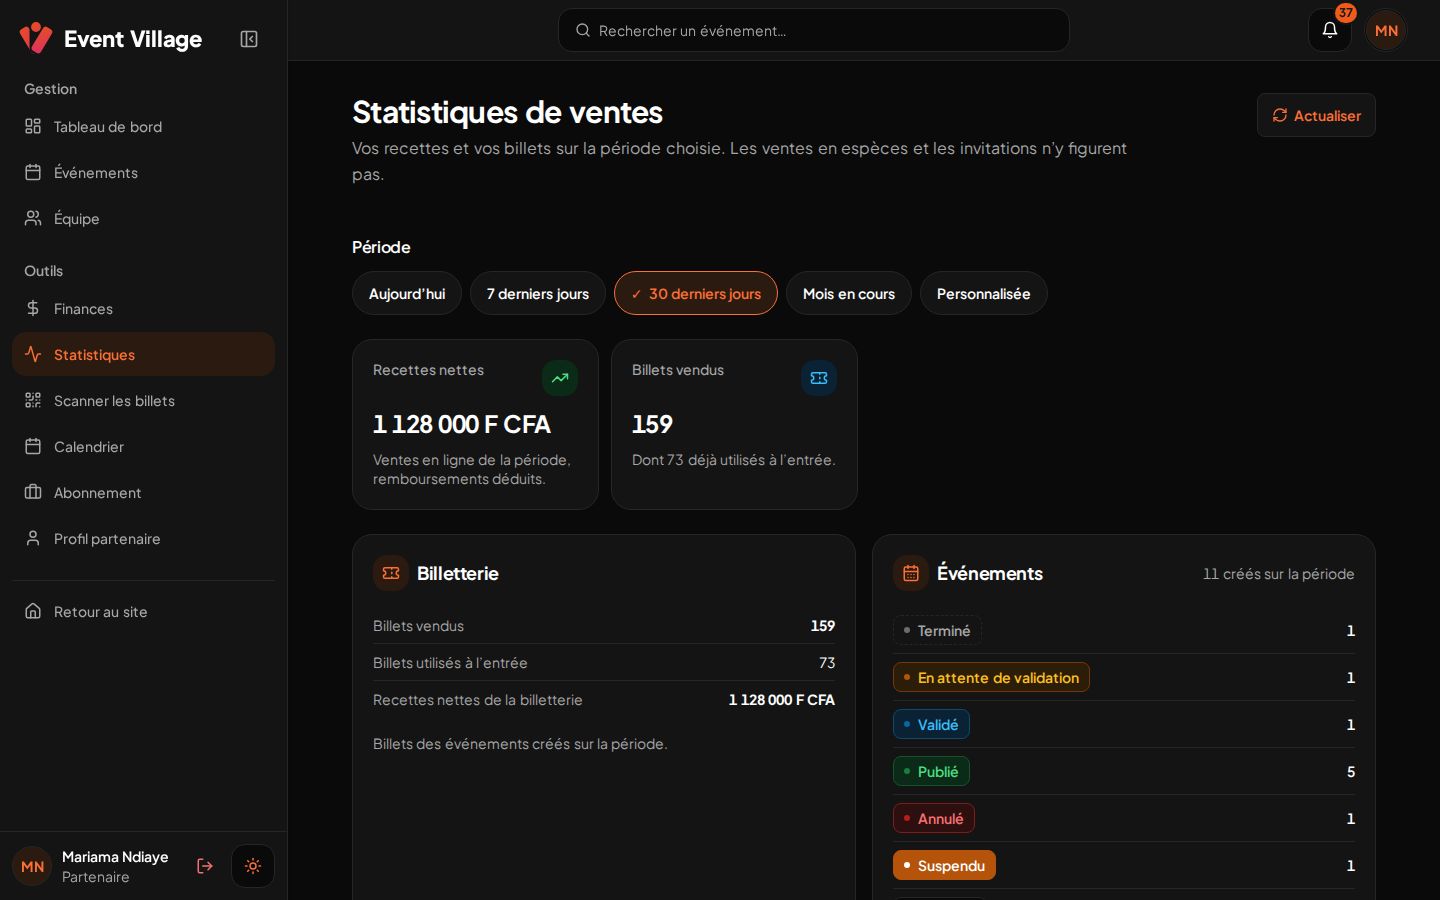 Event Village
Rechercher un événement…
37
MN
Gestion
Tableau de bord
Événements
Équipe
Outils
Finances
Statistiques
Scanner les billets
Calendrier
Abonnement
Profil partenaire
Retour au site
MN
Mariama Ndiaye
Partenaire
Statistiques de ventes
Actualiser
Vos recettes et vos billets sur la période choisie. Les ventes en espèces et les invitations n’y figurent
pas.
Période
Aujourd’hui
7 derniers jours
✓ 30 derniers jours
Mois en cours
Personnalisée
Recettes nettes
1 128 000 F CFA
Ventes en ligne de la période,
remboursements déduits.
Billets vendus
159
Dont 73 déjà utilisés à l’entrée.
Billetterie
Billets vendus 159
Billets utilisés à l’entrée 73
Recettes nettes de la billetterie 1 128 000 F CFA
Billets des événements créés sur la période.
Événements 11 créés sur la période
Terminé 1
En attente de validation 1
Validé 1
Publié 5
Annulé 1
Suspendu 1